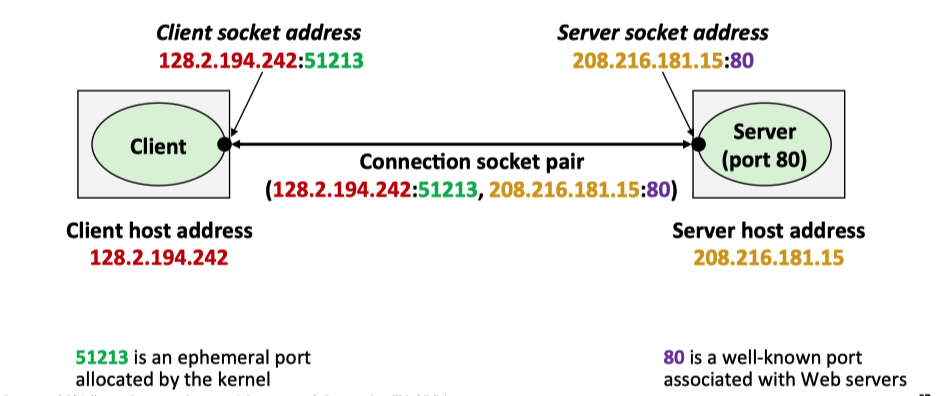 Client socket address
128.2.194.242:51213
Server socket address
208.216.181.15:80
Client
Server
(port 80)
Connection socket pair
(128.2.194.242:51213, 208.216.181.15:80)
Client host address
128.2.194.242
Server host address
208.216.181.15
51213 is an ephemeral port
allocated by the kernel
80 is a well-known port
associated with Web servers